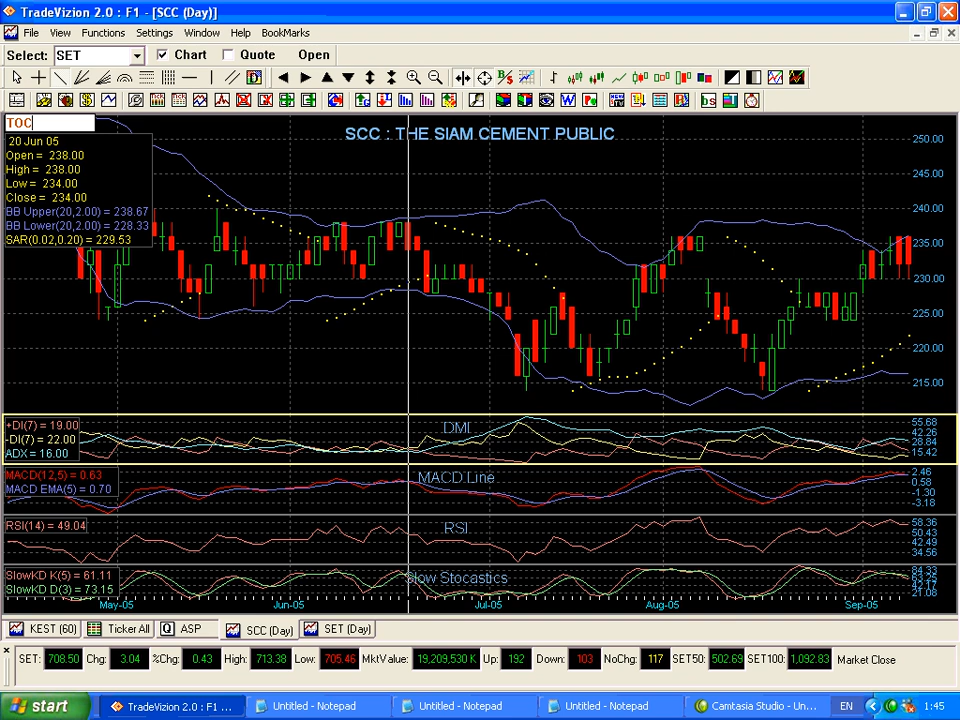 TradeVizion 2.0 : F1 - [SCC (Day)]
File View Functions Settings Window Help BookMarks
Select: SET Chart Quote Open
B/S
W
bs
TOC
SCC : THE SIAM CEMENT PUBLIC
20 Jun 05
Open = 238.00
High = 238.00
Low = 234.00
Close = 234.00
BB Upper(20,2.00) = 238.67
BB Lower(20,2.00) = 228.33
SAR(0.02,0.20) = 229.53
250.00
245.00
240.00
235.00
230.00
225.00
220.00
215.00
+DI(7) = 19.00
-DI(7) = 22.00
ADX = 16.00
DMI
55.68
42.26
28.84
15.42
MACD(12,5) = 0.63
MACD EMA(5) = 0.70
MACD Line
2.46
0.58
-1.30
-3.18
RSI(14) = 49.04
RSI
58.36
50.43
42.49
34.56
SlowKD K(5) = 61.11
SlowKD D(3) = 73.15
Slow Stocastics
84.33
63.25
42.17
21.08
May-05 Jun-05 Jul-05 Aug-05 Sep-05
KEST (60) Ticker All Q ASP SCC (Day) SET (Day)
SET: 708.50 Chg: 3.04 %Chg: 0.43 High: 713.38 Low: 705.46 MktValue: 19,209,530 K Up: 192 Down: 103 NoChg: 117 SET50: 502.69 SET100: 1,092.83 Market Close
start TradeVizion 2.0 : F1 ... Untitled - Notepad Untitled - Notepad Untitled - Notepad Camtasia Studio - Un... EN 1:45